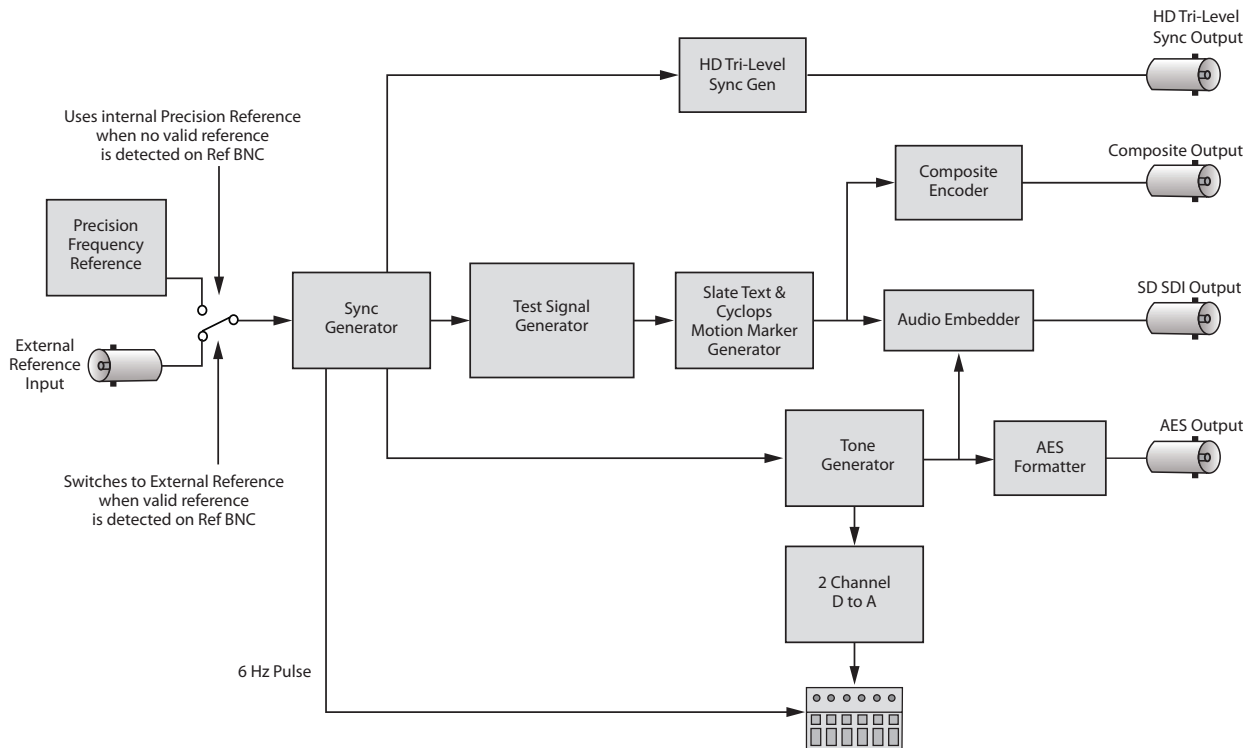 HD Tri-Level
Sync Output
HD Tri-Level
Sync Gen
Uses internal Precision Reference
when no valid reference
is detected on Ref BNC
Composite Output
Composite
Encoder
Precision
Frequency
Reference
Sync
Generator
Test Signal
Generator
Slate Text &
Cyclops
Motion Marker
Generator
SD SDI Output
Audio Embedder
External
Reference
Input
AES Output
Tone
Generator
AES
Formatter
Switches to External Reference
when valid reference
is detected on Ref BNC
2 Channel
D to A
6 Hz Pulse